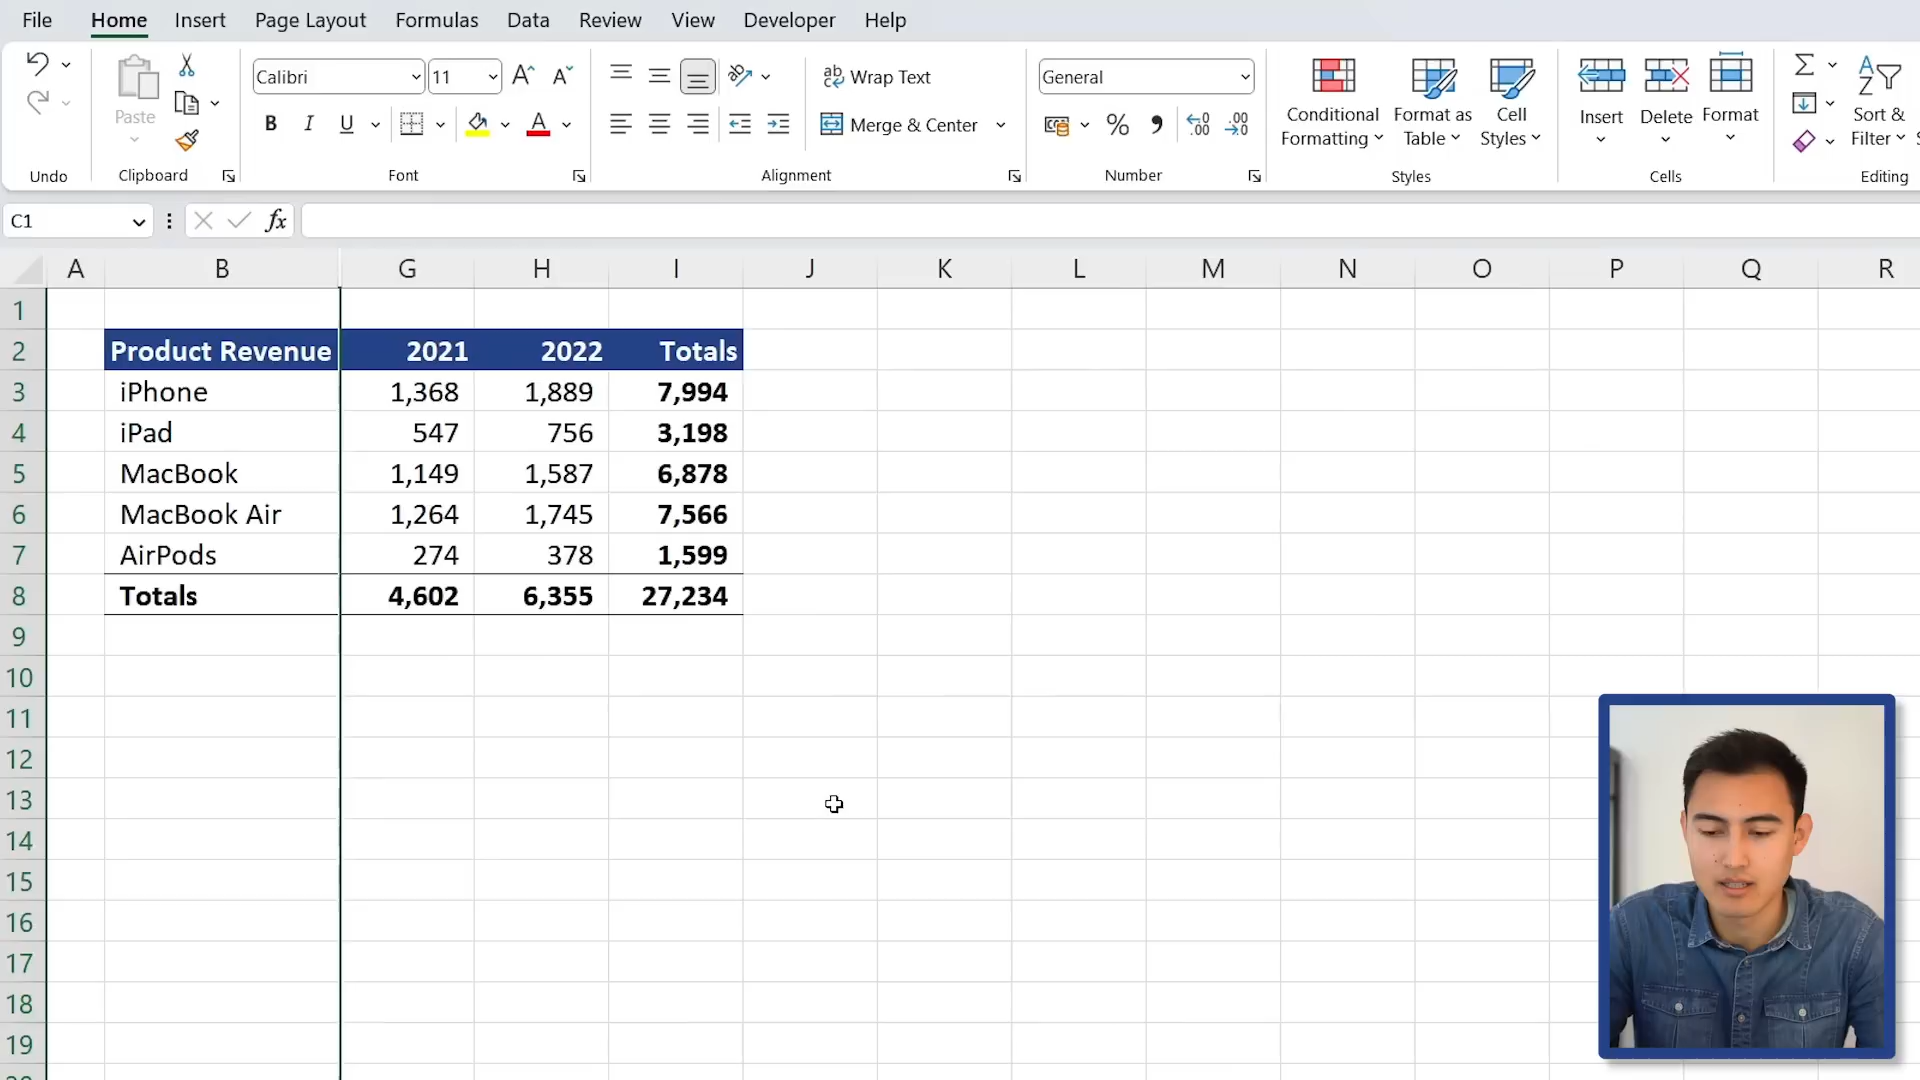 File Home Insert Page Layout Formulas Data Review View Developer Help
Calibri 11 Wrap Text General
Paste Conditional Formatting Format as Table Cell Styles Insert Delete Format Sort & Filter
B I U A Merge & Center % .00
Undo Clipboard Font Alignment Number Styles Cells Editing
C1 fx
A B G H I J K L M N O P Q R
1
2 Product Revenue 2021 2022 Totals
3 iPhone 1,368 1,889 7,994
4 iPad 547 756 3,198
5 MacBook 1,149 1,587 6,878
6 MacBook Air 1,264 1,745 7,566
7 AirPods 274 378 1,599
8 Totals 4,602 6,355 27,234
9
10
11
12
13
14
15
16
17
18
19